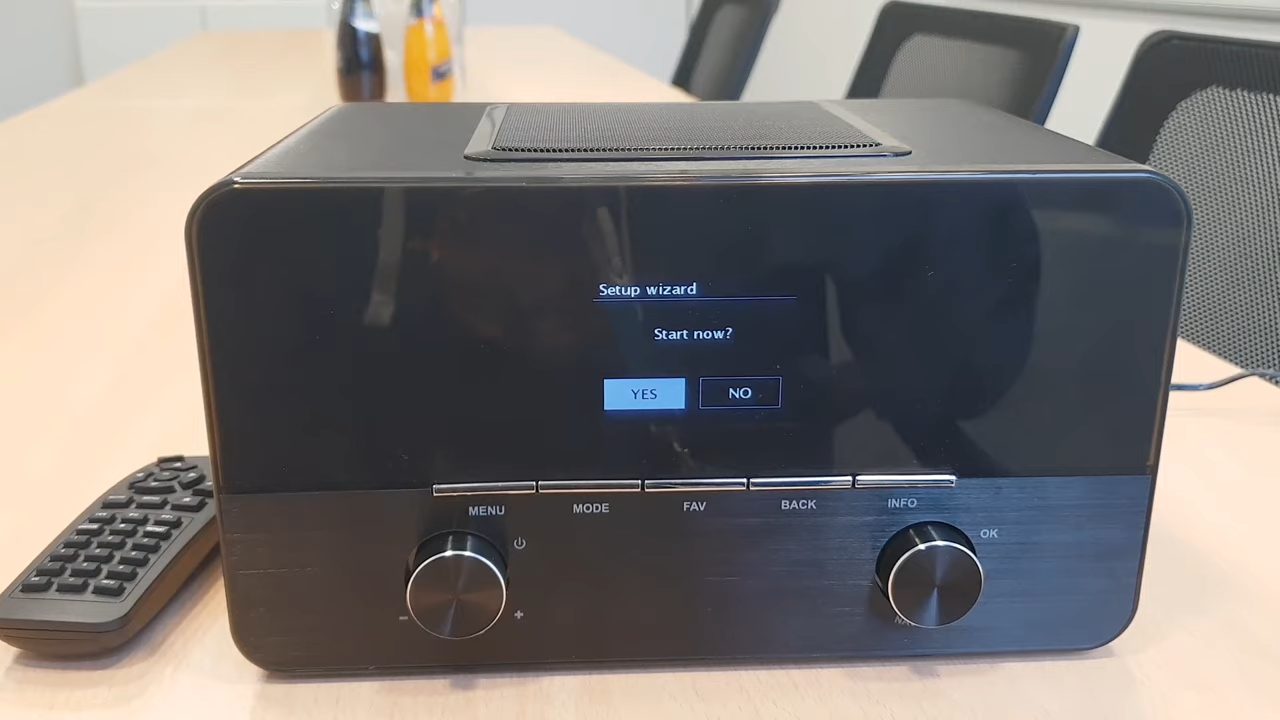 Setup wizard
Start now?
YES NO
MENU MODE FAV BACK INFO
OK
- +